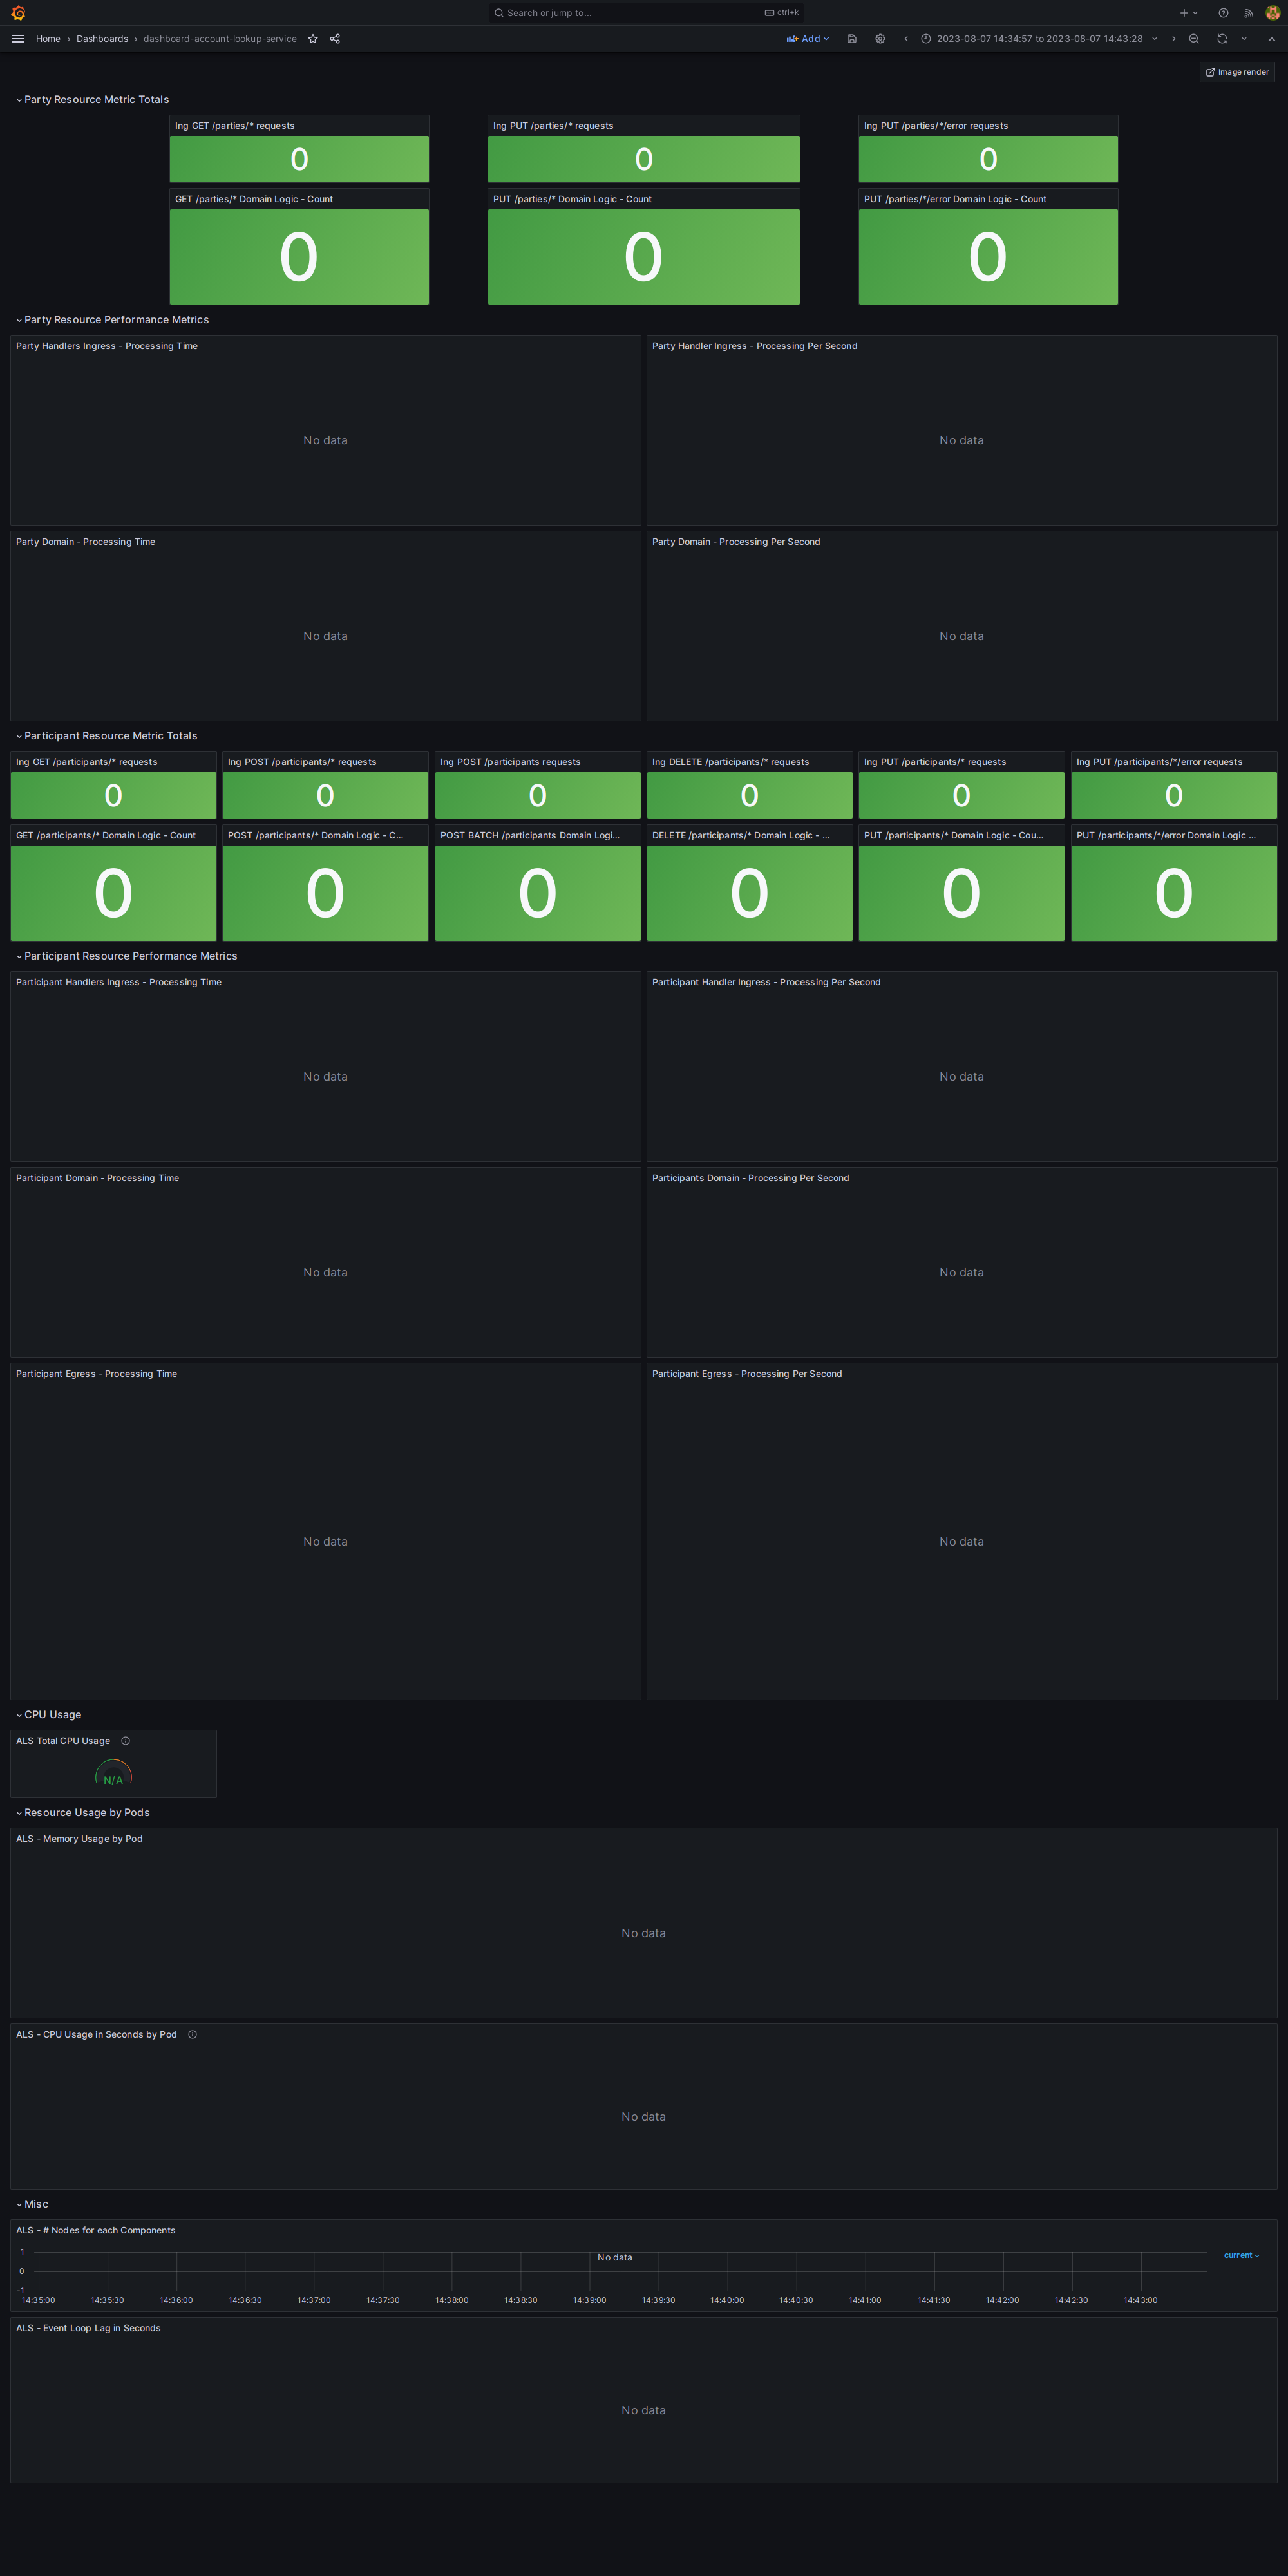 Search or jump to...
ctrl+k
Home › Dashboards › dashboard-account-lookup-service
Add
2023-08-07 14:34:57 to 2023-08-07 14:43:28
Image render
Party Resource Metric Totals
Ing GET /parties/* requests
Ing PUT /parties/* requests
Ing PUT /parties/*/error requests
0
0
0
GET /parties/* Domain Logic - Count
PUT /parties/* Domain Logic - Count
PUT /parties/*/error Domain Logic - Count
0
0
0
Party Resource Performance Metrics
Party Handlers Ingress - Processing Time
Party Handler Ingress - Processing Per Second
No data
No data
Party Domain - Processing Time
Party Domain - Processing Per Second
No data
No data
Participant Resource Metric Totals
Ing GET /participants/* requests
Ing POST /participants/* requests
Ing POST /participants requests
Ing DELETE /participants/* requests
Ing PUT /participants/* requests
Ing PUT /participants/*/error requests
0
0
0
0
0
0
GET /participants/* Domain Logic - Count
POST /participants/* Domain Logic - C...
POST BATCH /participants Domain Logi...
DELETE /participants/* Domain Logic - ...
PUT /participants/* Domain Logic - Cou...
PUT /participants/*/error Domain Logic ...
0
0
0
0
0
0
Participant Resource Performance Metrics
Participant Handlers Ingress - Processing Time
Participant Handler Ingress - Processing Per Second
No data
No data
Participant Domain - Processing Time
Participants Domain - Processing Per Second
No data
No data
Participant Egress - Processing Time
Participant Egress - Processing Per Second
No data
No data
CPU Usage
ALS Total CPU Usage
N/A
Resource Usage by Pods
ALS - Memory Usage by Pod
No data
ALS - CPU Usage in Seconds by Pod
No data
Misc
ALS - # Nodes for each Components
1
No data
current
0
-1
14:35:00 14:35:30 14:36:00 14:36:30 14:37:00 14:37:30 14:38:00 14:38:30 14:39:00 14:39:30 14:40:00 14:40:30 14:41:00 14:41:30 14:42:00 14:42:30 14:43:00
ALS - Event Loop Lag in Seconds
No data